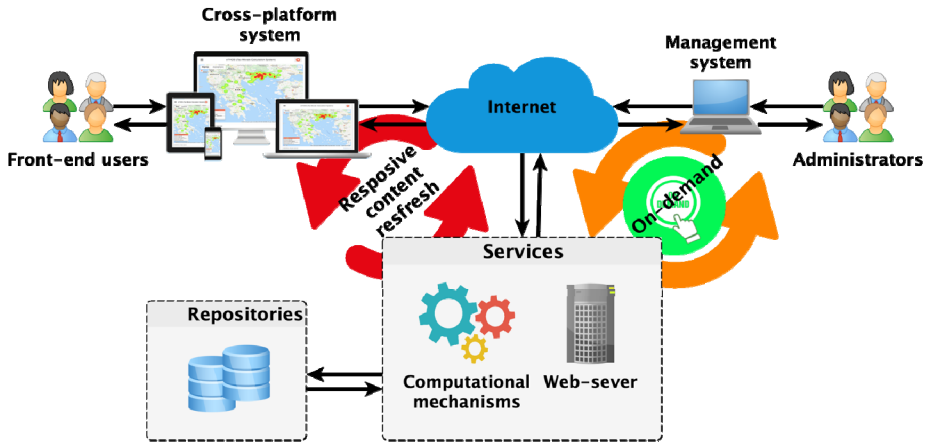 Cross-platform
system
Management
system
Internet
Front-end users
Administrators
Resposive
content
resfresh
On-demand
DEMAND
Services
Repositories
Computational
mechanisms
Web-sever